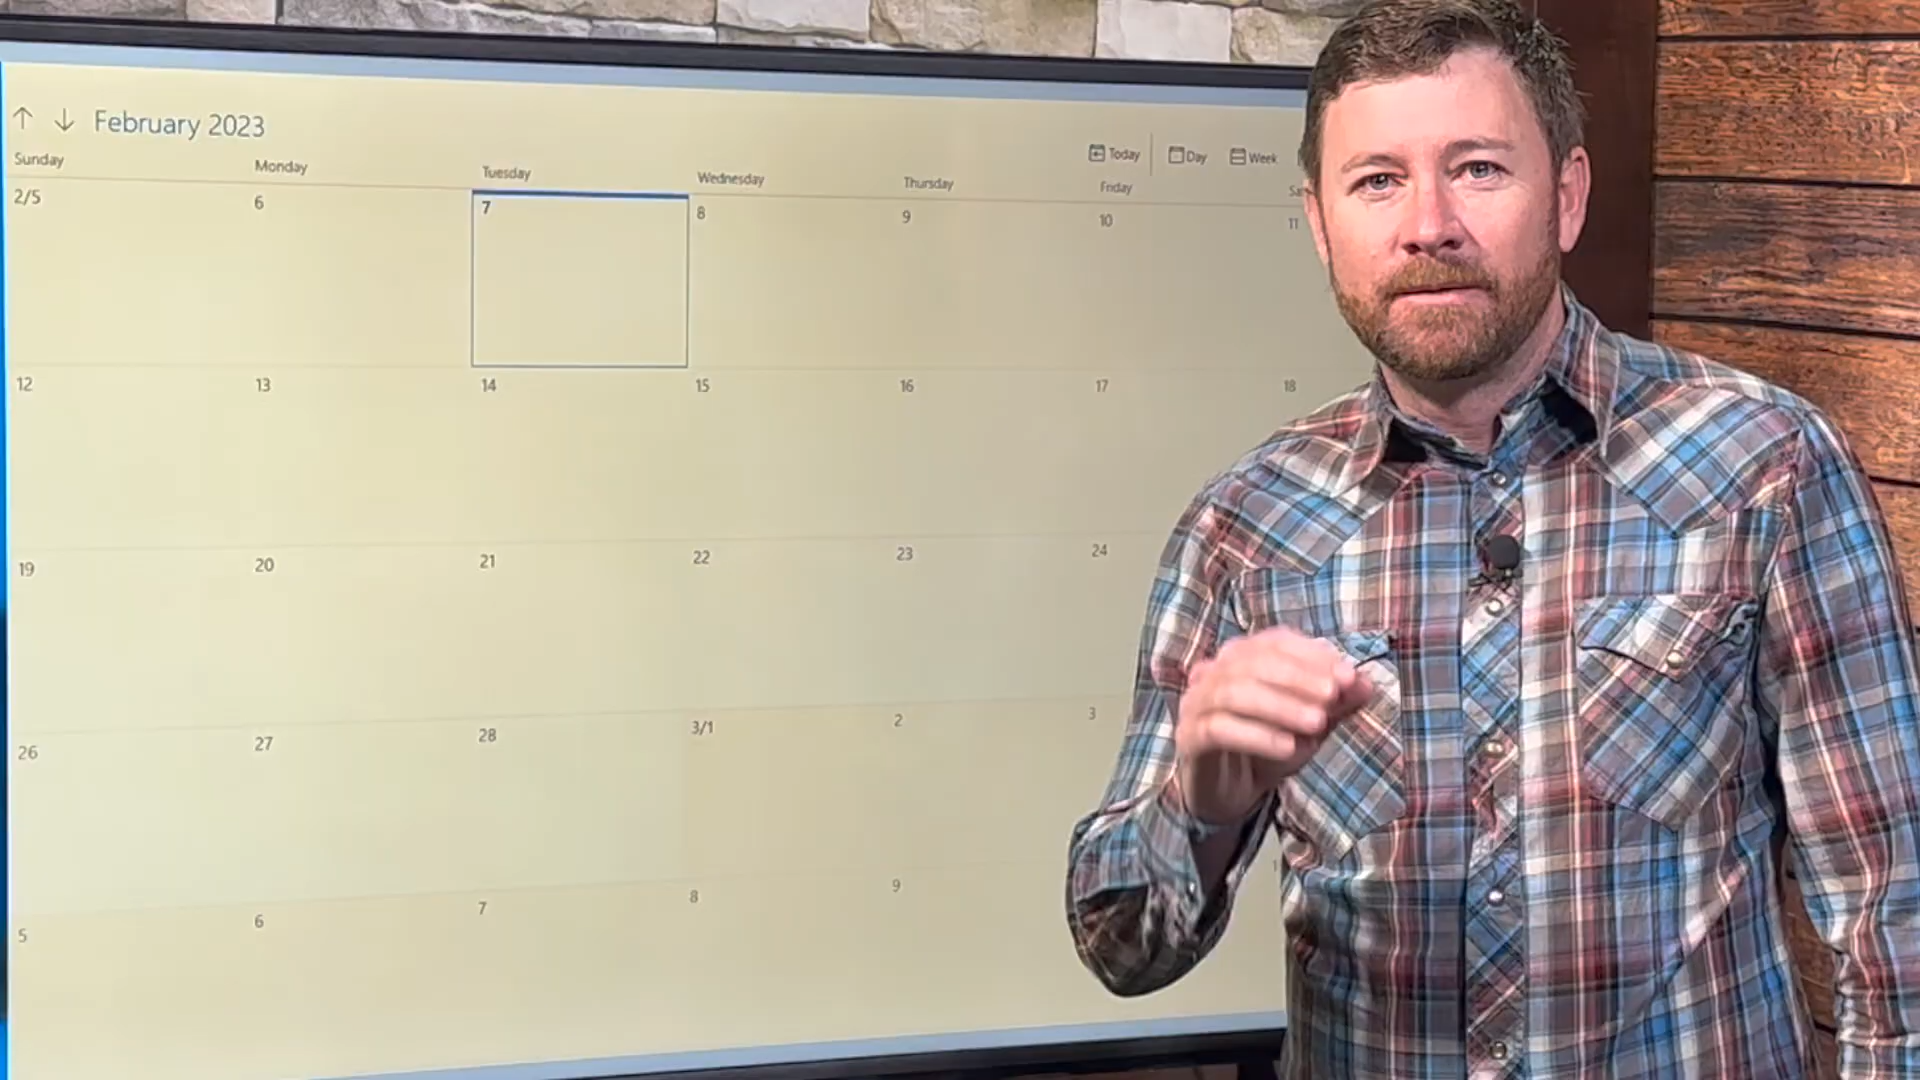 February 2023
Today Day Week
Sunday Monday Tuesday Wednesday Thursday Friday
2/5 6 7 8 9 10 11
12 13 14 15 16 17 18
19 20 21 22 23 24
26 27 28 3/1 2 3
5 6 7 8 9